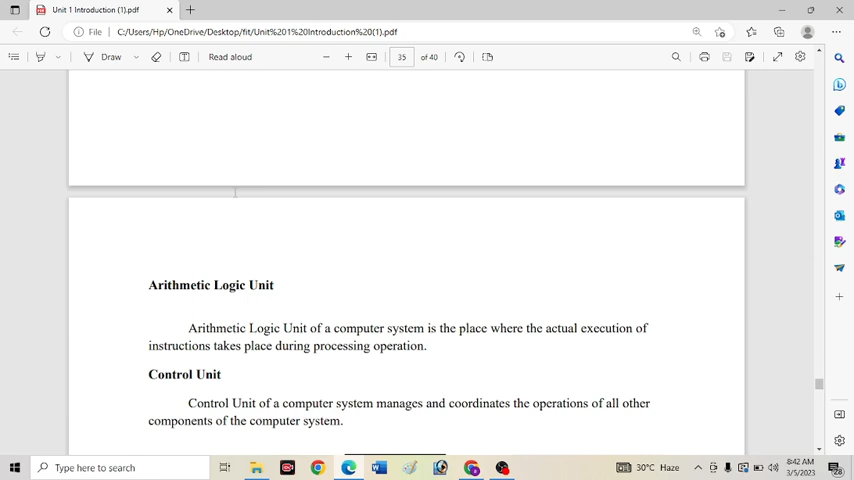 Unit 1 Introduction (1).pdf
File
C:/Users/Hp/OneDrive/Desktop/fit/Unit%201%20Introduction%20(1).pdf
Draw
Read aloud
35
of 40
Arithmetic Logic Unit
Arithmetic Logic Unit of a computer system is the place where the actual execution of
instructions takes place during processing operation.
Control Unit
Control Unit of a computer system manages and coordinates the operations of all other
components of the computer system.
Type here to search
30°C Haze
8:42 AM
3/5/2023
28